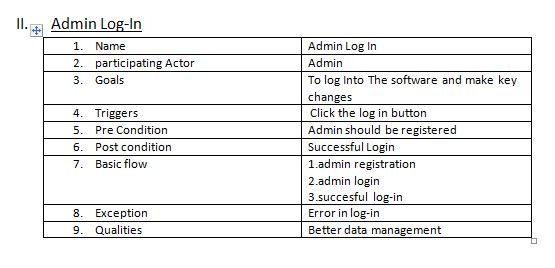 II. Admin Log-In
1. Name Admin Log In
2. participating Actor Admin
3. Goals To log Into The software and make key
changes
4. Triggers Click the log in button
5. Pre Condition Admin should be registered
6. Post condition Successful Login
7. Basic flow 1.admin registration
2.admin login
3.succesful log-in
8. Exception Error in log-in
9. Qualities Better data management